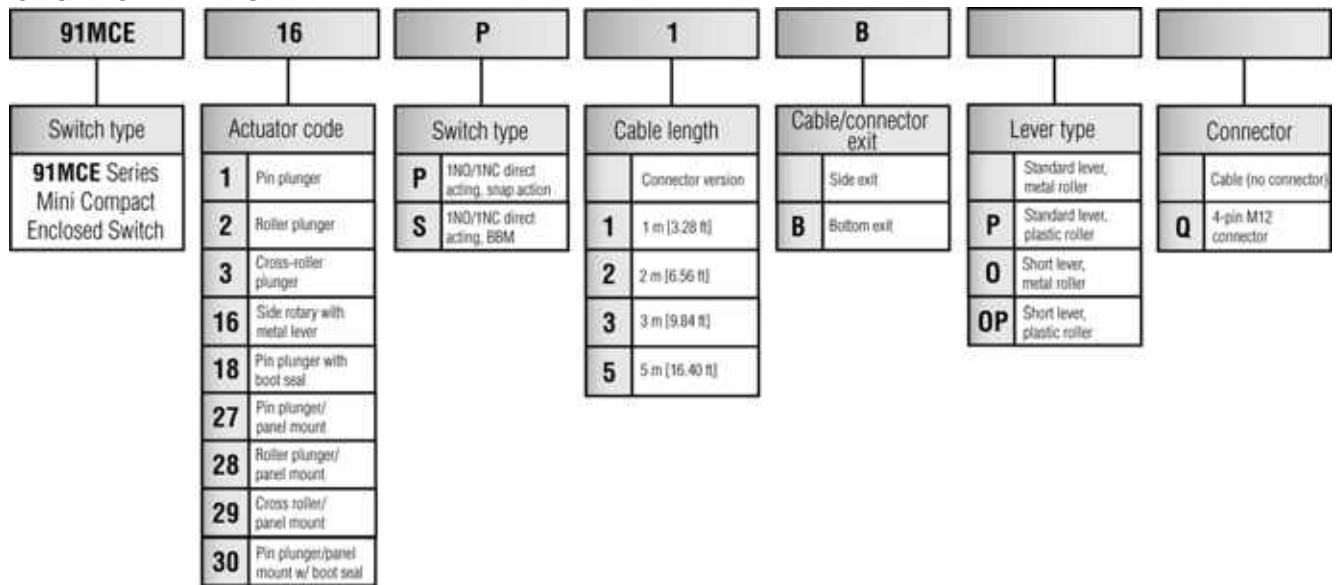 91MCE
16
P
1
B
Switch type
91MCE Series
Mini Compact
Enclosed Switch
Actuator code
1 Pin plunger
2 Roller plunger
3 Cross-roller
plunger
16 Side rotary with
metal lever
18 Pin plunger with
boot seal
27 Pin plunger/
panel mount
28 Roller plunger/
panel mount
29 Cross roller/
panel mount
30 Pin plunger/panel
mount w/ boot seal
Switch type
P 1NO/1NC direct
acting, snap action
S 1NO/1NC direct
acting, BBM
Cable length
Connector version
1 1 m [3.28 ft]
2 2 m [6.56 ft]
3 3 m [9.84 ft]
5 5 m [16.40 ft]
Cable/connector
exit
Side exit
B Bottom exit
Lever type
Standard lever,
metal roller
P Standard lever,
plastic roller
O Short lever,
metal roller
OP Short lever,
plastic roller
Connector
Cable (no connector)
Q 4-pin M12
connector